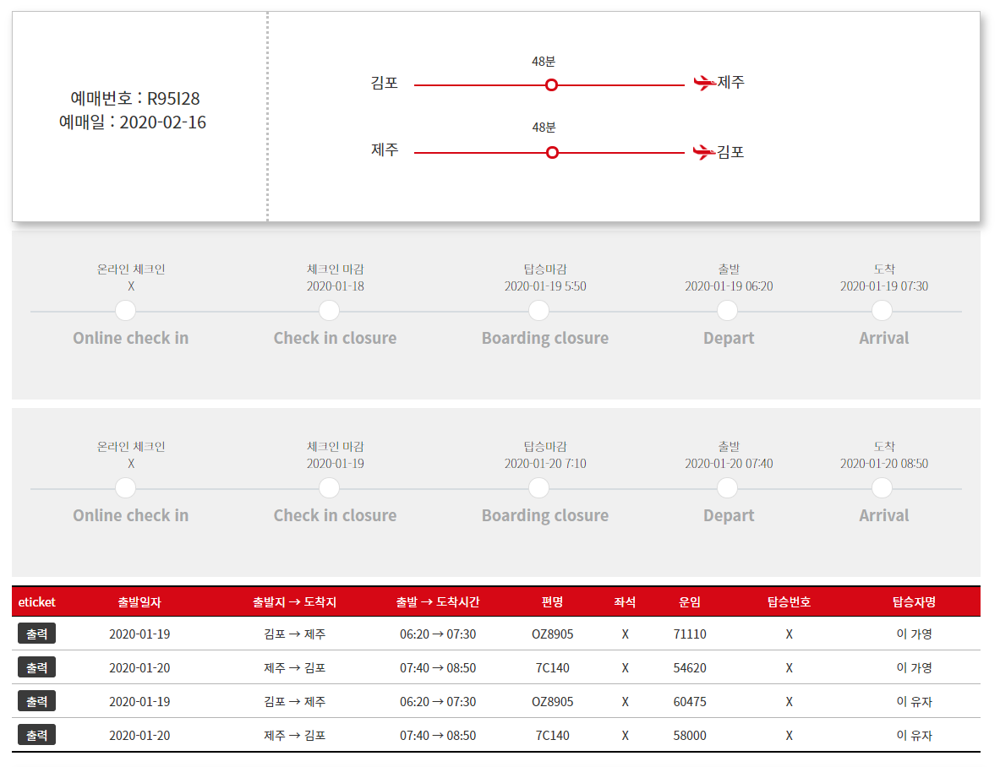 예매번호 : R95I28
예매일 : 2020-02-16
48분
김포 제주
48분
제주 김포
온라인 체크인 체크인 마감 탑승마감 출발 도착
X 2020-01-18 2020-01-19 5:50 2020-01-19 06:20 2020-01-19 07:30
Online check in Check in closure Boarding closure Depart Arrival
온라인 체크인 체크인 마감 탑승마감 출발 도착
X 2020-01-19 2020-01-20 7:10 2020-01-20 07:40 2020-01-20 08:50
Online check in Check in closure Boarding closure Depart Arrival
eticket 출발일자 출발지 → 도착지 출발 → 도착시간 편명 좌석 운임 탑승번호 탑승자명
출력 2020-01-19 김포 → 제주 06:20 → 07:30 OZ8905 X 71110 X 이 가영
출력 2020-01-20 제주 → 김포 07:40 → 08:50 7C140 X 54620 X 이 가영
출력 2020-01-19 김포 → 제주 06:20 → 07:30 OZ8905 X 60475 X 이 유자
출력 2020-01-20 제주 → 김포 07:40 → 08:50 7C140 X 58000 X 이 유자